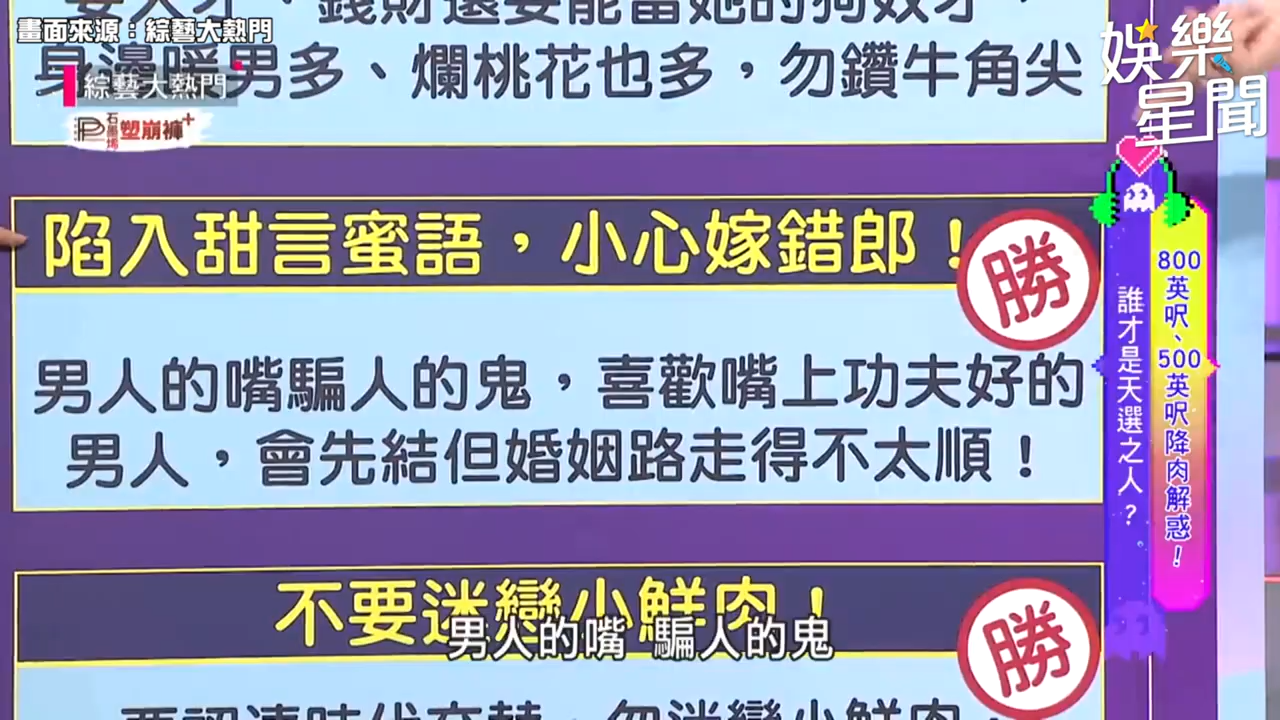 畫面來源：綜藝大熱門
身邊暖男多、爛桃花也多，勿鑽牛角尖
綜藝大熱門
石墨烯
塑崩褲+
娛樂
星聞
陷入甜言蜜語，小心嫁錯郎！
勝
男人的嘴騙人的鬼，喜歡嘴上功夫好的
男人，會先結但婚姻路走得不太順！
800英呎、500英呎降肉解惑！
誰才是天選之人？
不要迷戀小鮮肉！
勝
男人的嘴 騙人的鬼